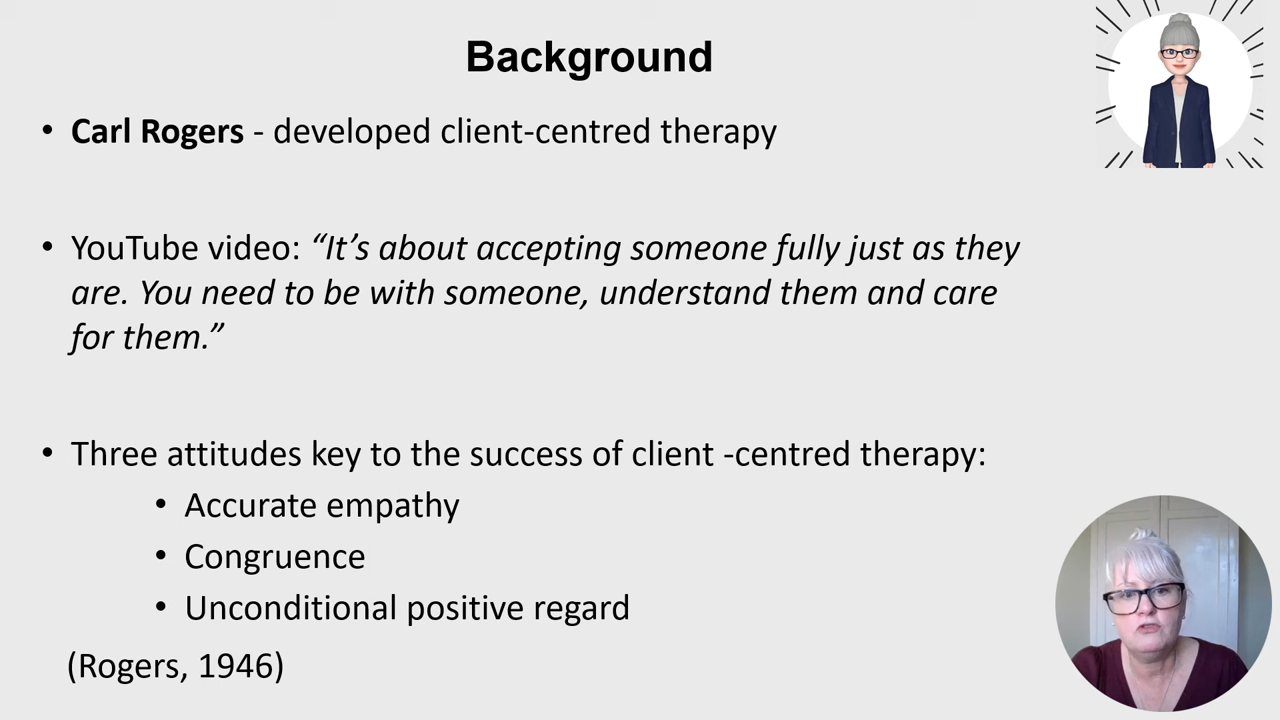 Background
• Carl Rogers - developed client-centred therapy
• YouTube video: “It’s about accepting someone fully just as they
are. You need to be with someone, understand them and care
for them.”
• Three attitudes key to the success of client -centred therapy:
• Accurate empathy
• Congruence
• Unconditional positive regard
(Rogers, 1946)